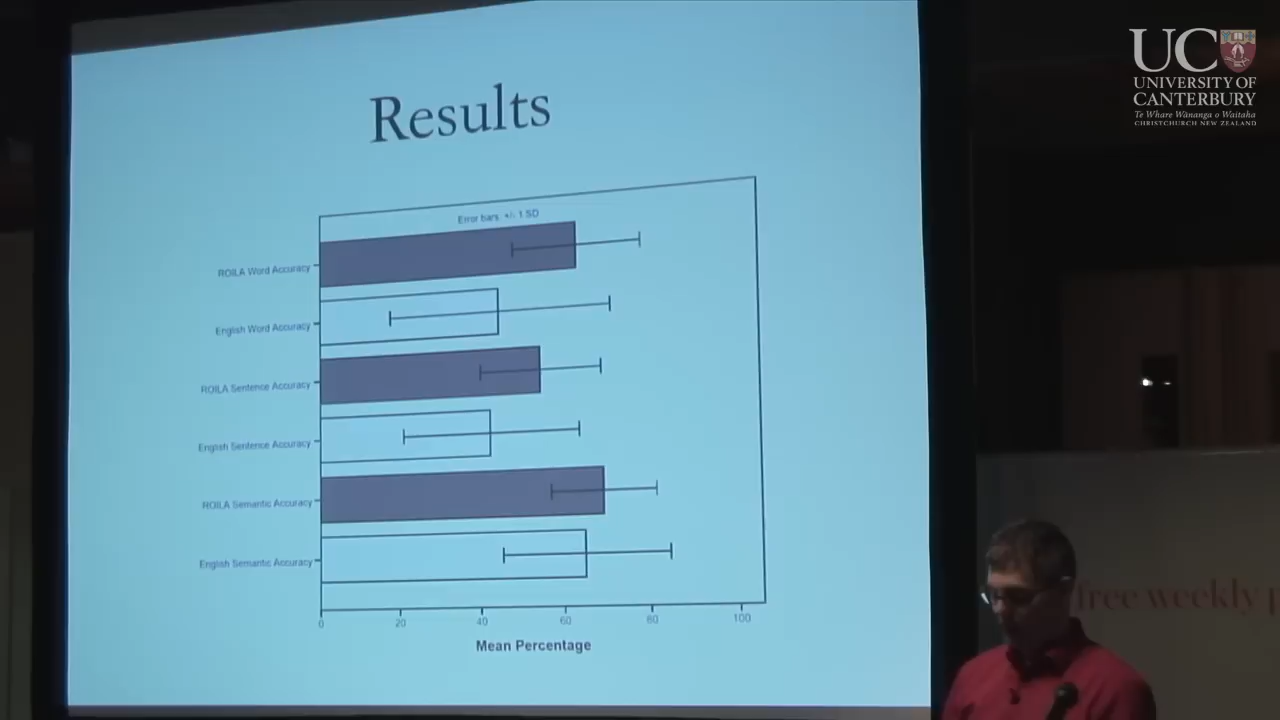 UC
UNIVERSITY OF
CANTERBURY
Te Whare Wānanga o Waitaha
CHRISTCHURCH NEW ZEALAND
Results
Error bars: +/- 1 SD
ROILA Word Accuracy
English Word Accuracy
ROILA Sentence Accuracy
English Sentence Accuracy
ROILA Semantic Accuracy
English Semantic Accuracy
0 20 40 60 80 100
Mean Percentage
free weekly